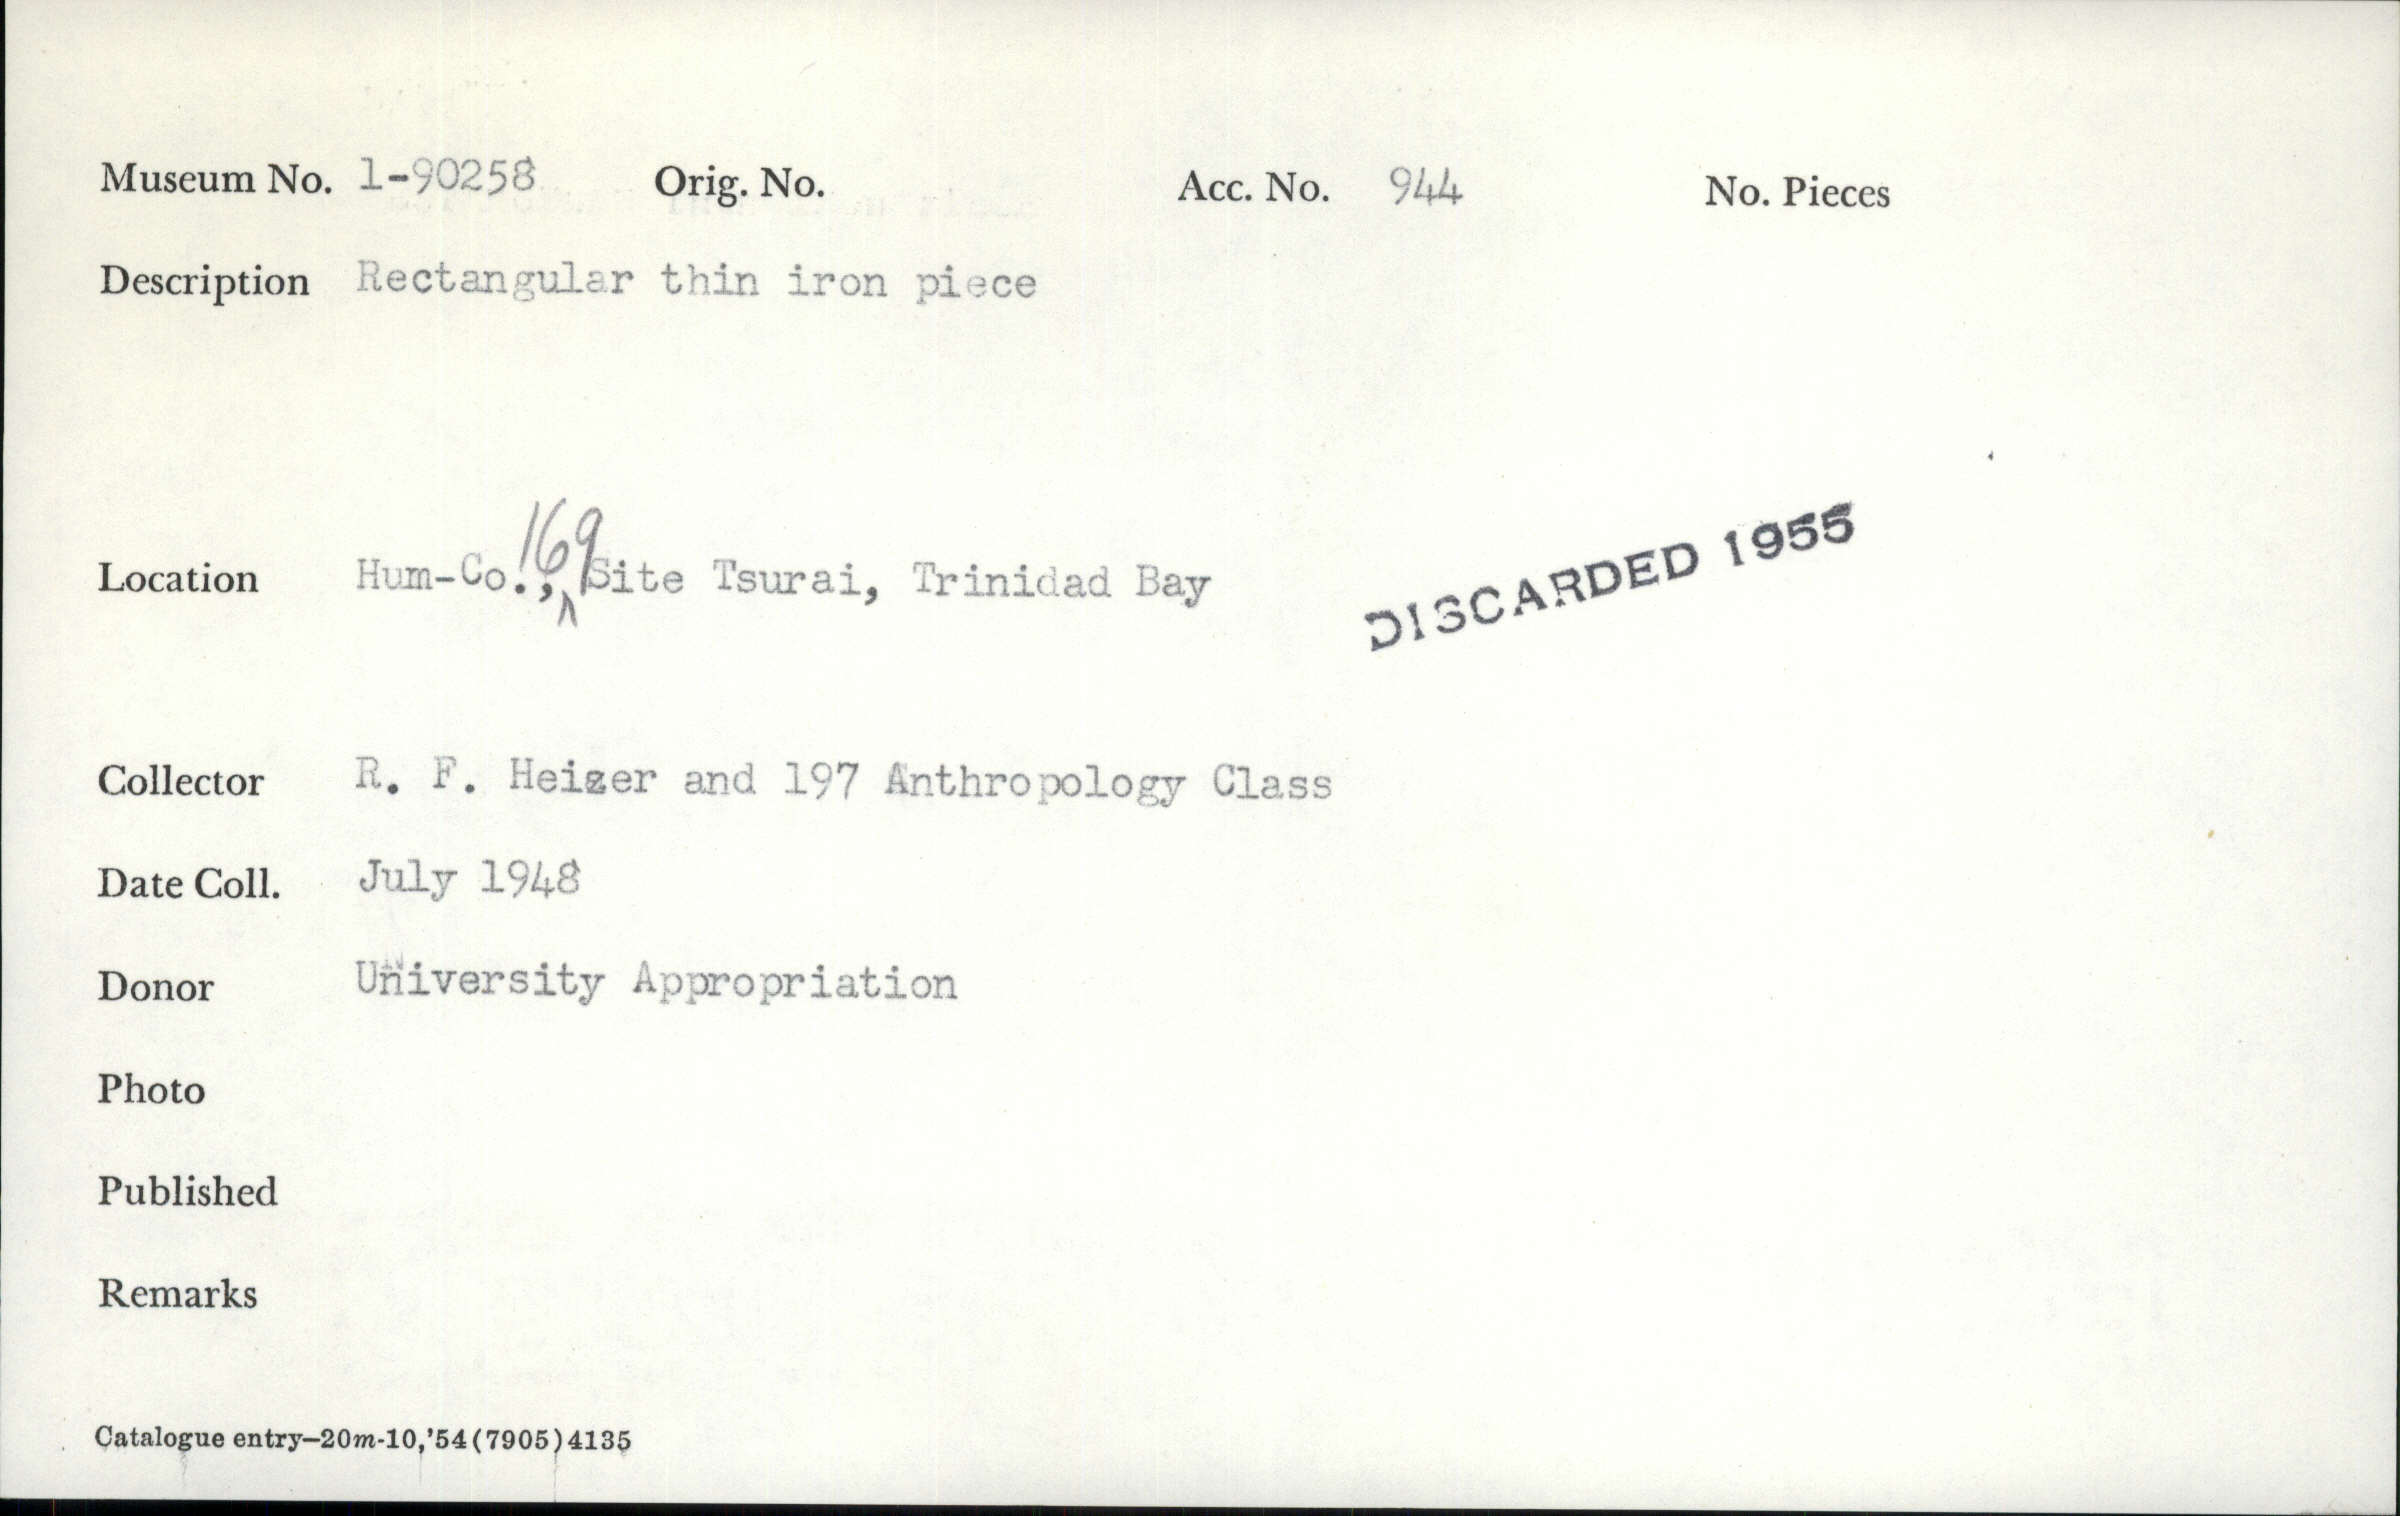 Museum No. 1-90258 Orig. No. Acc. No. 944 No. Pieces
Description Rectangular thin iron piece
Location Hum-Co., 169 Site Tsurai, Trinidad Bay
DISCARDED 1955
Collector R. F. Heizer and 197 Anthropology Class
Date Coll. July 1948
Donor University Appropriation
Photo
Published
Remarks
Catalogue entry—20m-10,'54(7905)4135